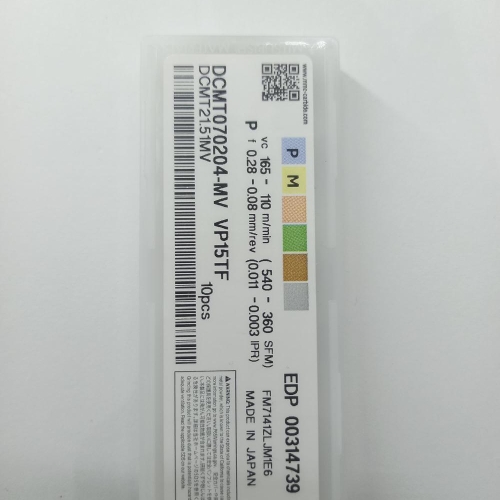 www.mmc-carbide.com
P M
DCMT070204-MV VP15TF
DCMT21.51MV
10pcs
P vc 165 - 110 m/min ( 540 - 360 SFM)
f 0.28 - 0.08 mm/rev (0.011 - 0.003 IPR)
EDP 00314739
FM7141ZLJM1E6
MADE IN JAPAN
WARNING